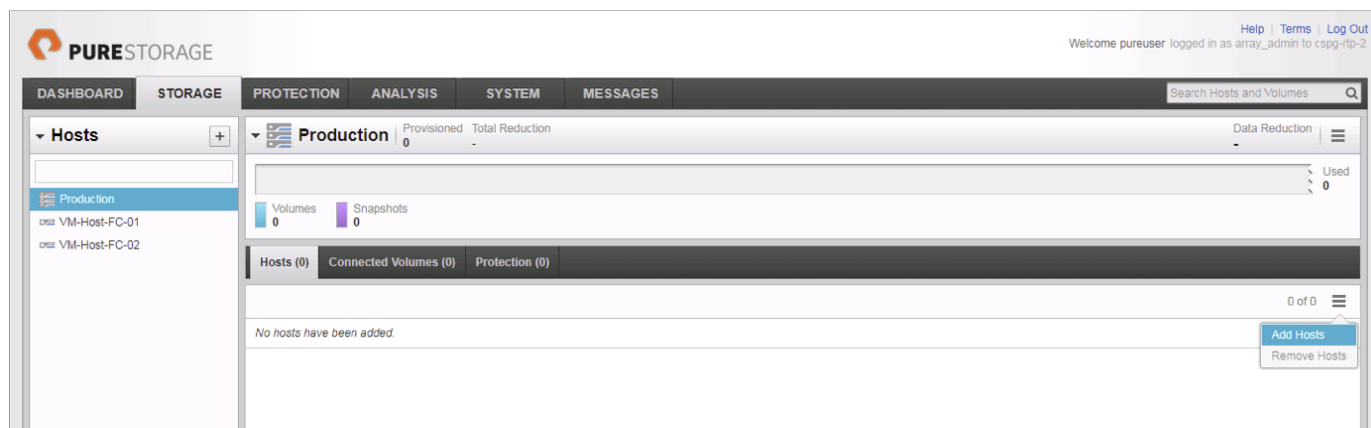 Help | Terms | Log Out
PURESTORAGE
Welcome pureuser logged in as array_admin to cspg-rtp-2
DASHBOARD STORAGE PROTECTION ANALYSIS SYSTEM MESSAGES Search Hosts and Volumes
Hosts +
Production
VM-Host-FC-01
VM-Host-FC-02
Production Provisioned Total Reduction Data Reduction
0 - -
Used
0
Volumes Snapshots
0 0
Hosts (0) Connected Volumes (0) Protection (0)
0 of 0
No hosts have been added.
Add Hosts
Remove Hosts